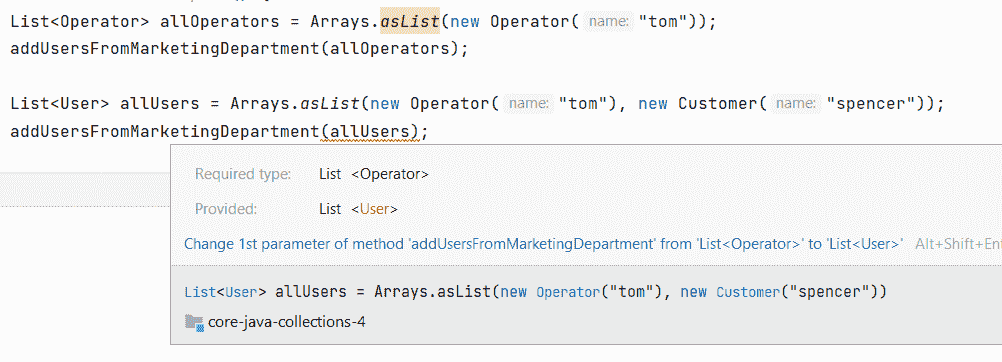 List<Operator> allOperators = Arrays.asList(new Operator( name: "tom"));
addUsersFromMarketingDepartment(allOperators);
List<User> allUsers = Arrays.asList(new Operator( name: "tom"), new Customer( name: "spencer"));
addUsersFromMarketingDepartment(allUsers);
Required type: List <Operator>
Provided: List <User>
Change 1st parameter of method 'addUsersFromMarketingDepartment' from 'List<Operator>' to 'List<User>' Alt+Shift+Ent
List<User> allUsers = Arrays.asList(new Operator("tom"), new Customer("spencer"))
core-java-collections-4